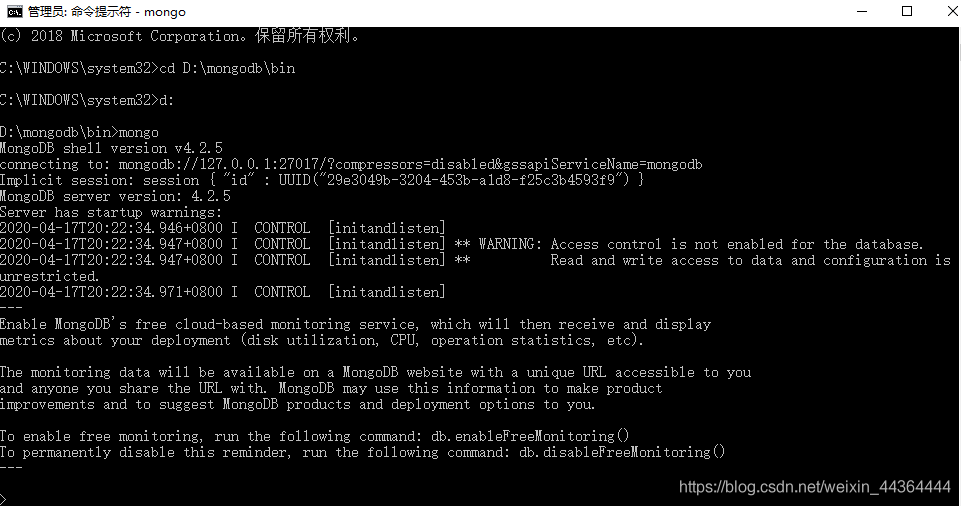 管理员: 命令提示符 - mongo
(c) 2018 Microsoft Corporation。保留所有权利。
C:\WINDOWS\system32>cd D:\mongodb\bin
C:\WINDOWS\system32>d:
D:\mongodb\bin>mongo
MongoDB shell version v4.2.5
connecting to: mongodb://127.0.0.1:27017/?compressors=disabled&gssapiServiceName=mongodb
Implicit session: session { "id" : UUID("29e3049b-3204-453b-a1d8-f25c3b4593f9") }
MongoDB server version: 4.2.5
Server has startup warnings:
2020-04-17T20:22:34.946+0800 I  CONTROL  [initandlisten]
2020-04-17T20:22:34.947+0800 I  CONTROL  [initandlisten] ** WARNING: Access control is not enabled for the database.
2020-04-17T20:22:34.947+0800 I  CONTROL  [initandlisten] **          Read and write access to data and configuration is
unrestricted.
2020-04-17T20:22:34.971+0800 I  CONTROL  [initandlisten]
---
Enable MongoDB's free cloud-based monitoring service, which will then receive and display
metrics about your deployment (disk utilization, CPU, operation statistics, etc).
The monitoring data will be available on a MongoDB website with a unique URL accessible to you
and anyone you share the URL with. MongoDB may use this information to make product
improvements and to suggest MongoDB products and deployment options to you.
To enable free monitoring, run the following command: db.enableFreeMonitoring()
To permanently disable this reminder, run the following command: db.disableFreeMonitoring()
---
>
https://blog.csdn.net/weixin_44364444